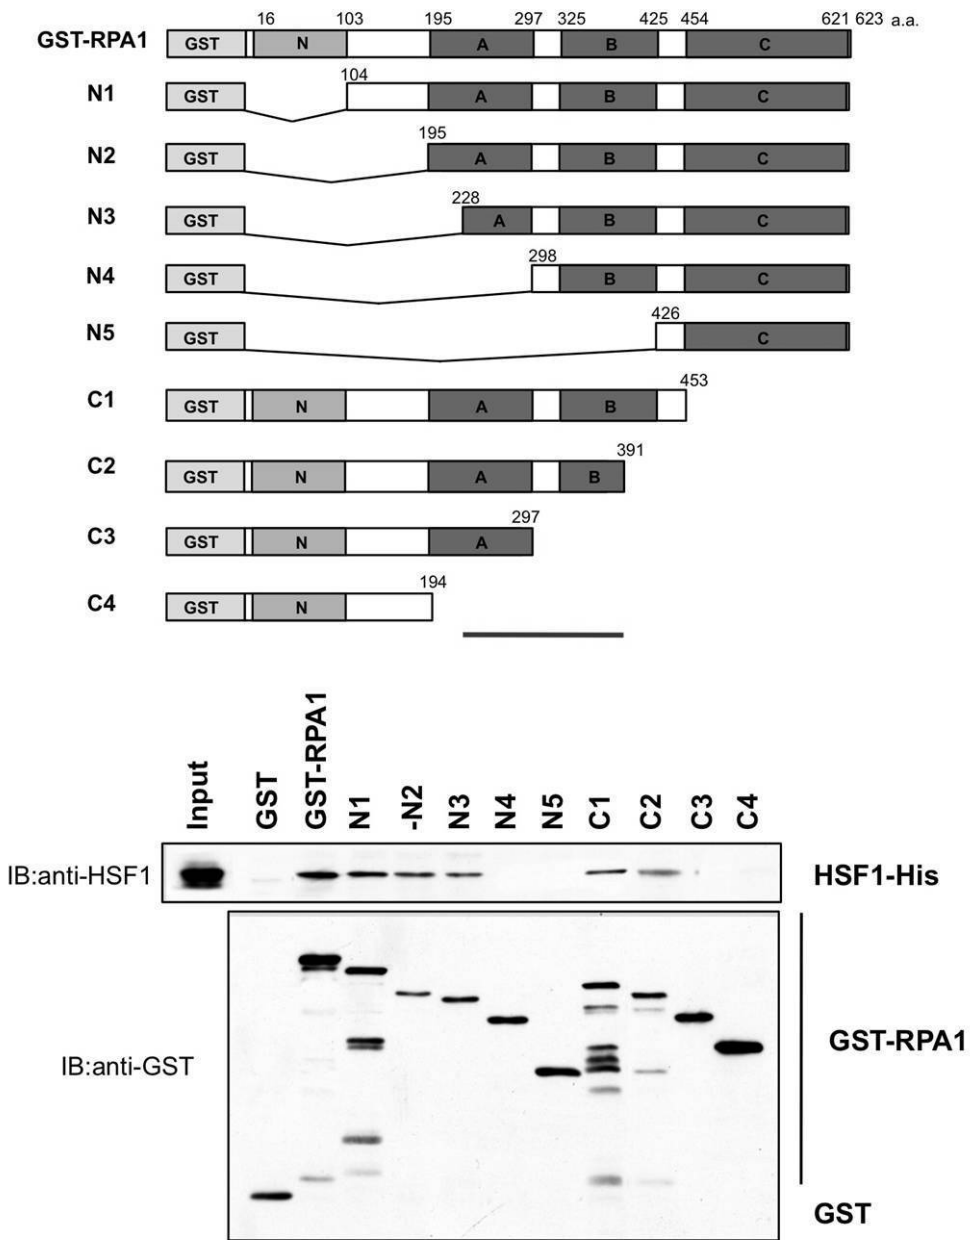 16 103 195 297 325 425 454 621 623 a.a.
GST-RPA1 GST N A B C
104
N1 GST A B C
195
N2 GST A B C
228
N3 GST A B C
298
N4 GST B C
426
N5 GST C
453
C1 GST N A B
391
C2 GST N A B
297
C3 GST N A
194
C4 GST N
Input GST GST-RPA1 N1 -N2 N3 N4 N5 C1 C2 C3 C4
IB:anti-HSF1 HSF1-His
IB:anti-GST GST-RPA1
GST